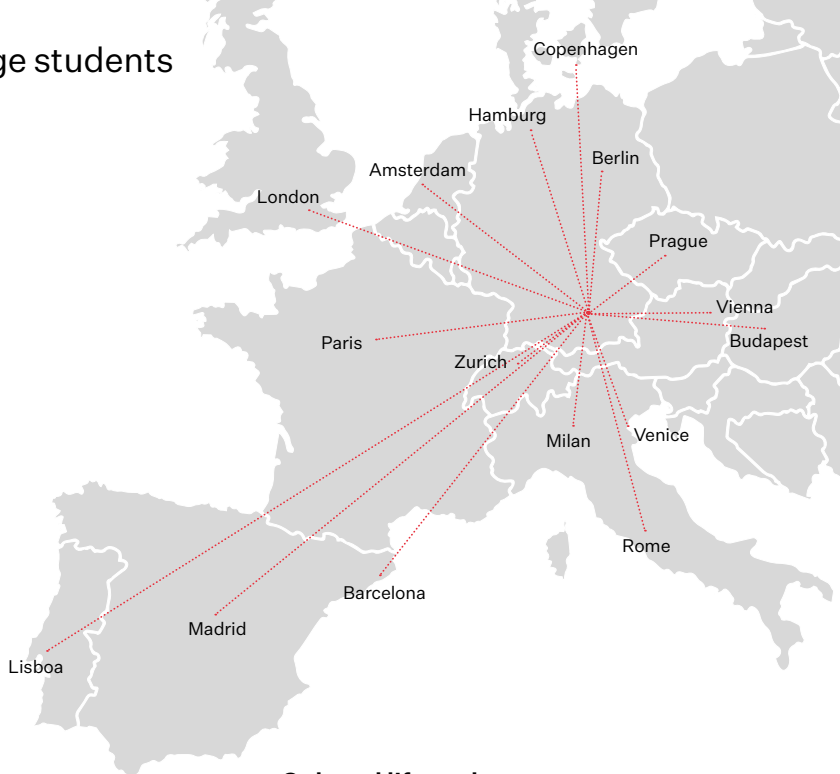 ge students
Copenhagen
Hamburg
Berlin
Amsterdam
London
Prague
Vienna
Budapest
Paris
Zurich
Milan
Venice
Rome
Barcelona
Madrid
Lisboa